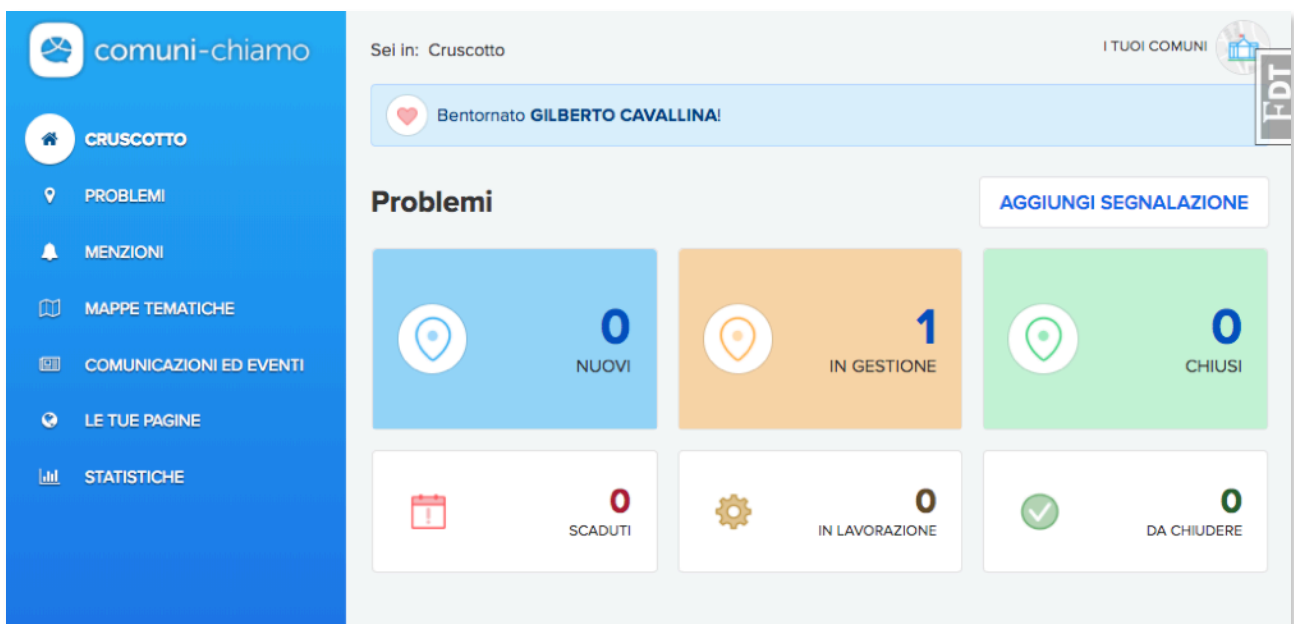 comuni-chiamo
CRUSCOTTO
PROBLEMI
MENZIONI
MAPPE TEMATICHE
COMUNICAZIONI ED EVENTI
LE TUE PAGINE
STATISTICHE
Sei in: Cruscotto
I TUOI COMUNI
FDT
Bentornato GILBERTO CAVALLINA!
Problemi
AGGIUNGI SEGNALAZIONE
0
NUOVI
1
IN GESTIONE
0
CHIUSI
0
SCADUTI
0
IN LAVORAZIONE
0
DA CHIUDERE